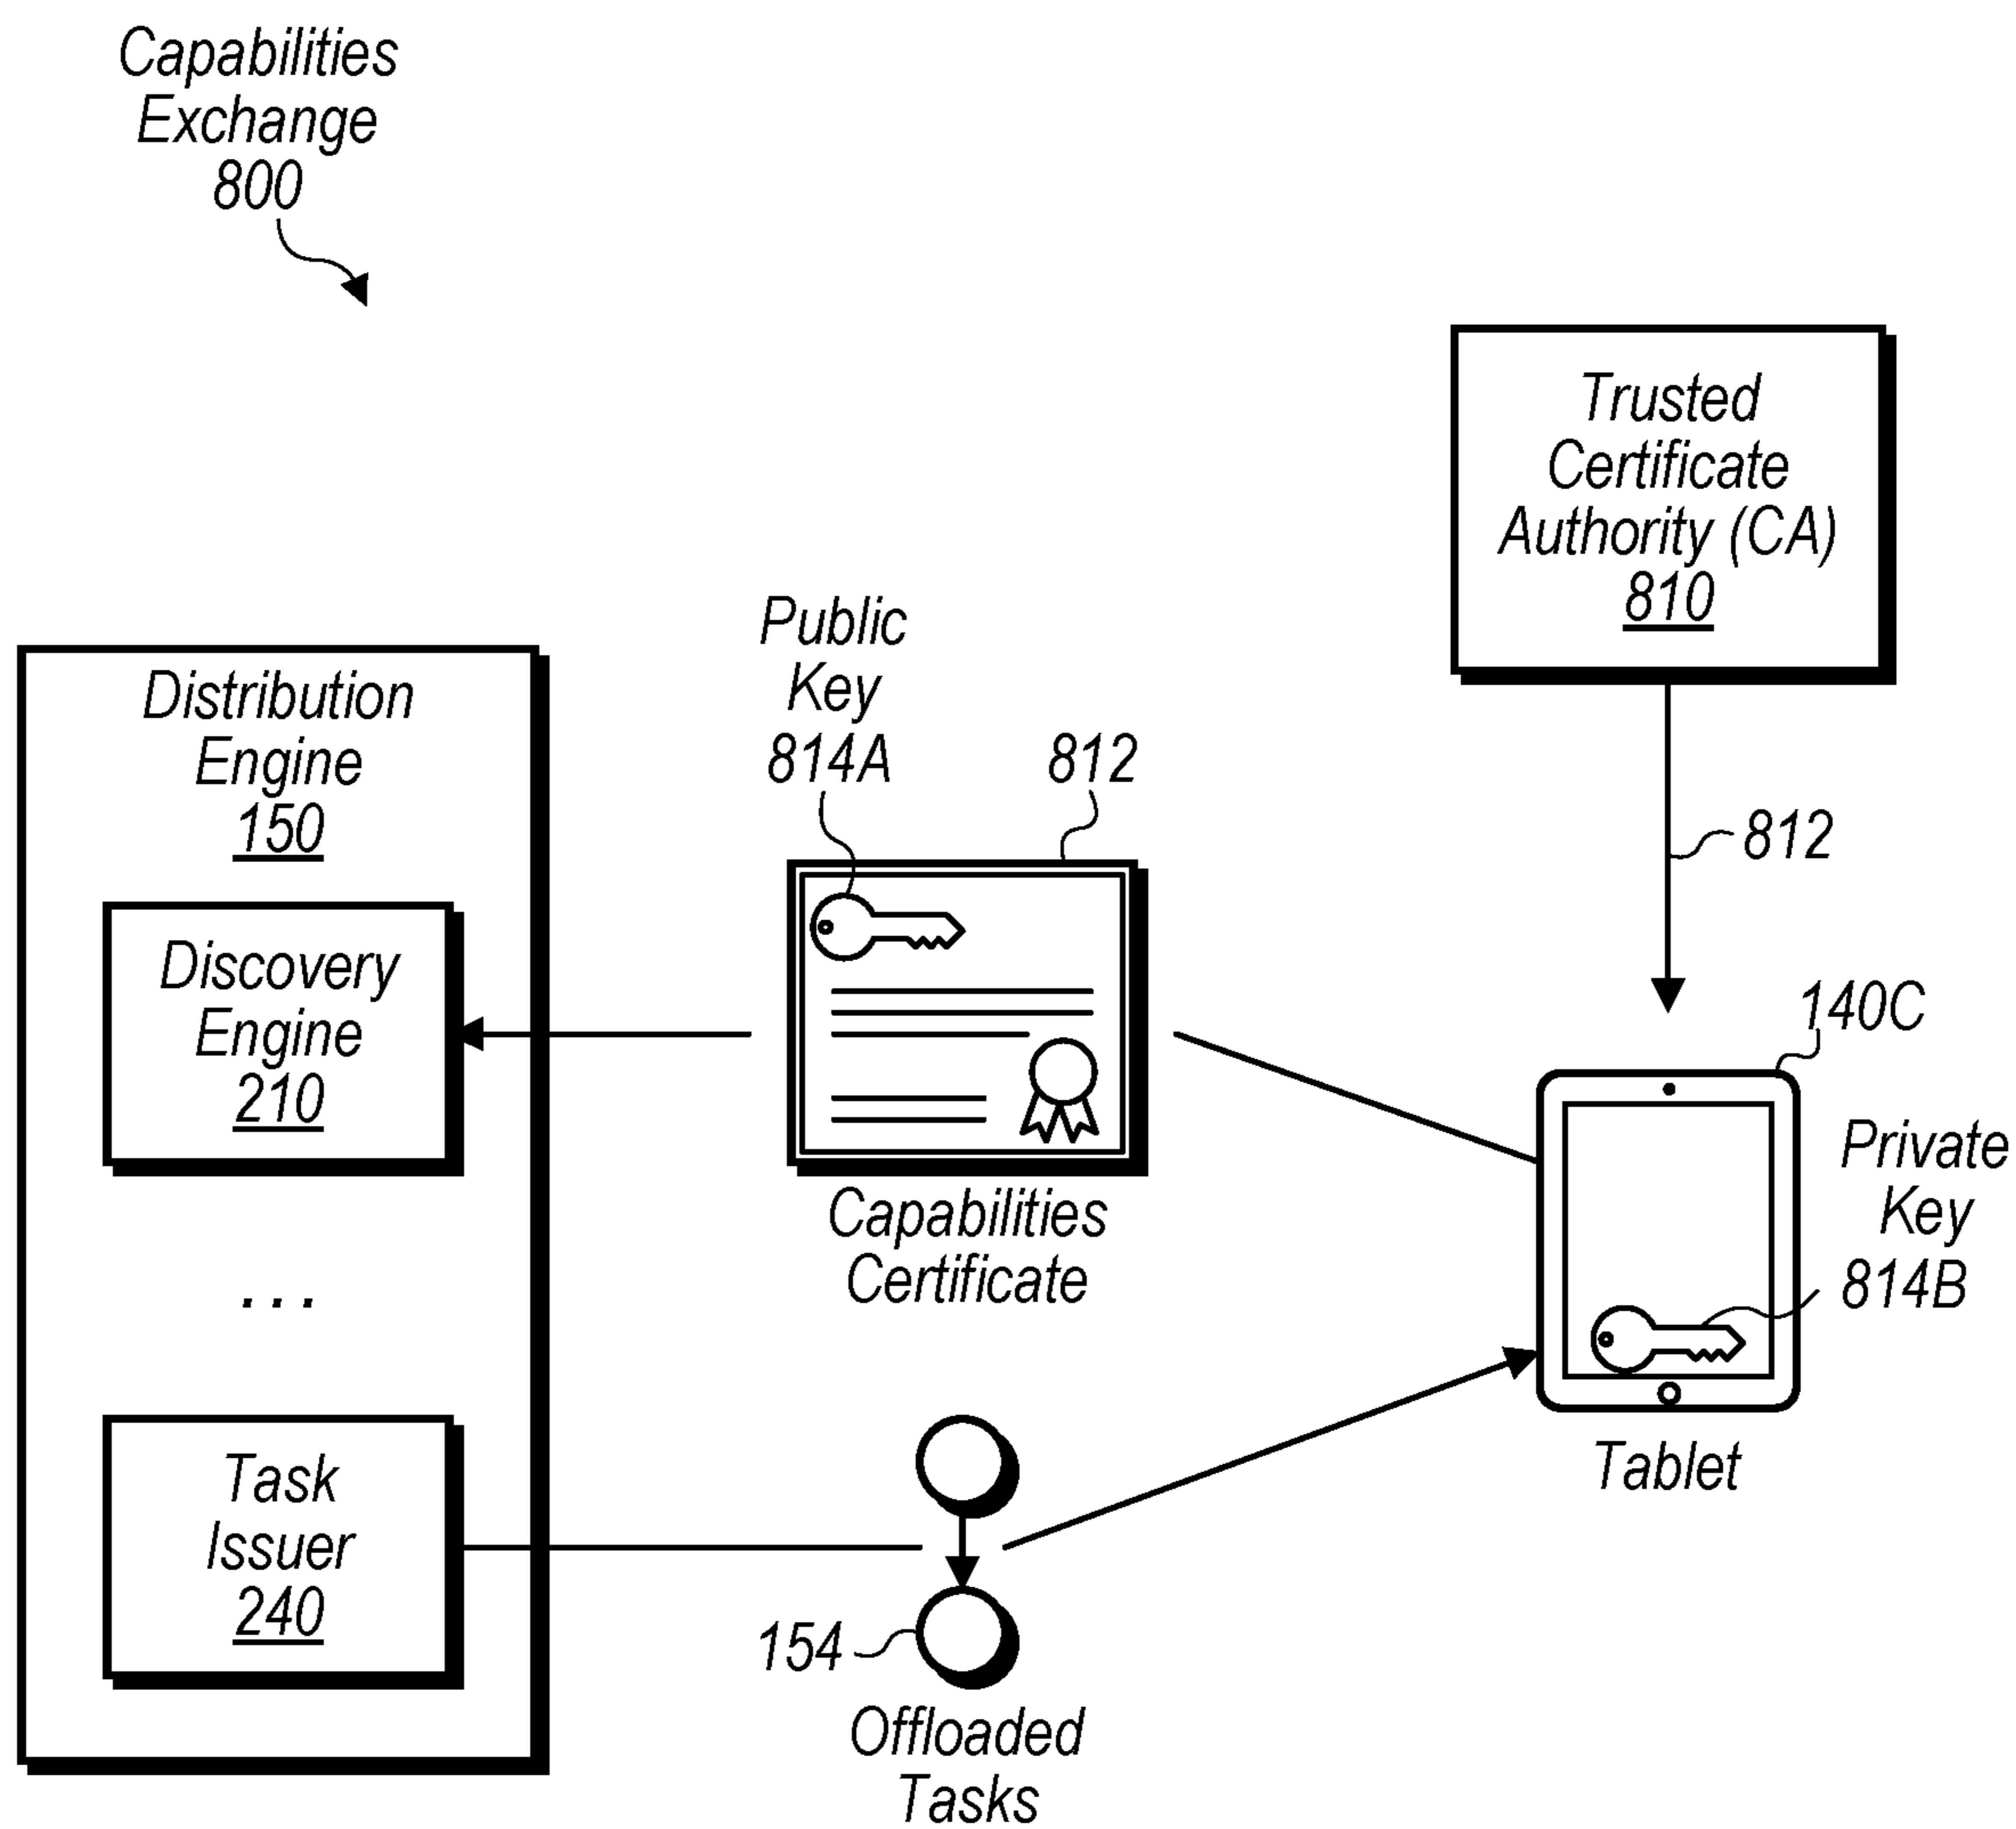 Capabilities
Exchange
800
Trusted
Certificate
Authority (CA)
810
Public
Key
814A
812
812
Distribution
Engine
150
Discovery
Engine
210
140C
Private
Key
814B
Capabilities
Certificate
...
Tablet
Task
Issuer
240
154
Offloaded
Tasks